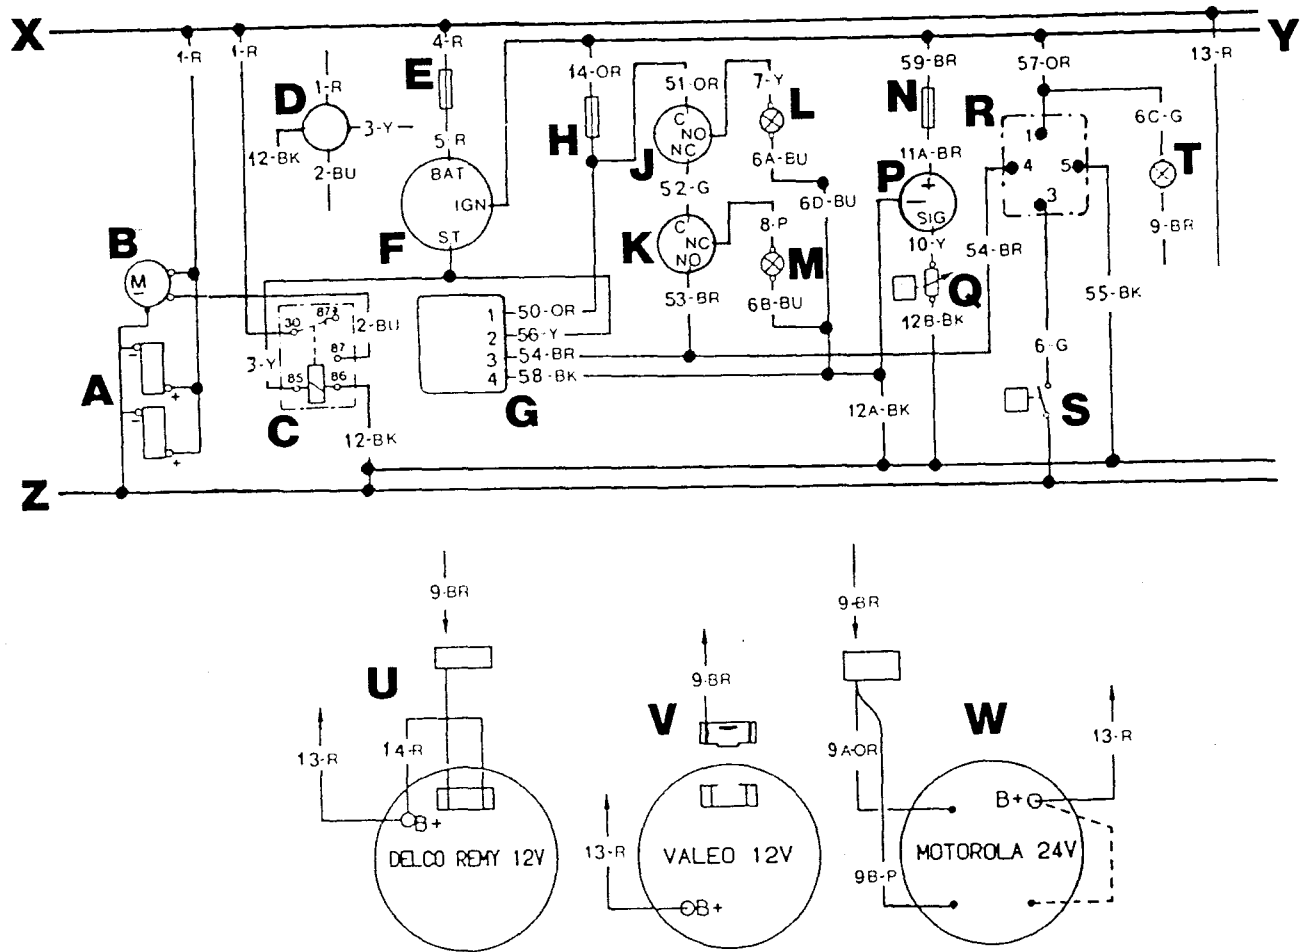 X
Y
1-R
1-R
4-R
13-R
E
D
1-R
12-BK
3-Y
2-BU
5-R
BAT
IGN
ST
F
14-OR
H
51-OR
C
NO
NC
J
52-G
C
NC
NO
K
53-BR
7-Y
L
6A-BU
6D-BU
8-P
M
6B-BU
59-BR
N
11A-BR
P
+
−
SIG
10-Y
Q
12B-BK
57-OR
R
1
4
5
3
6C-G
T
9-BR
54-BR
55-BK
6-G
S
B
M
A
−
+
−
+
30
87
2-BU
87
3-Y
85
86
C
12-BK
1
50-OR
2
56-Y
3
54-BR
4
58-BK
G
12A-BK
Z
9-BR
U
13-R
14-R
B+
DELCO REMY 12V
9-BR
V
13-R
VALEO 12V
B+
9-BR
W
9A-OR
13-R
B+
MOTOROLA 24V
9B-P